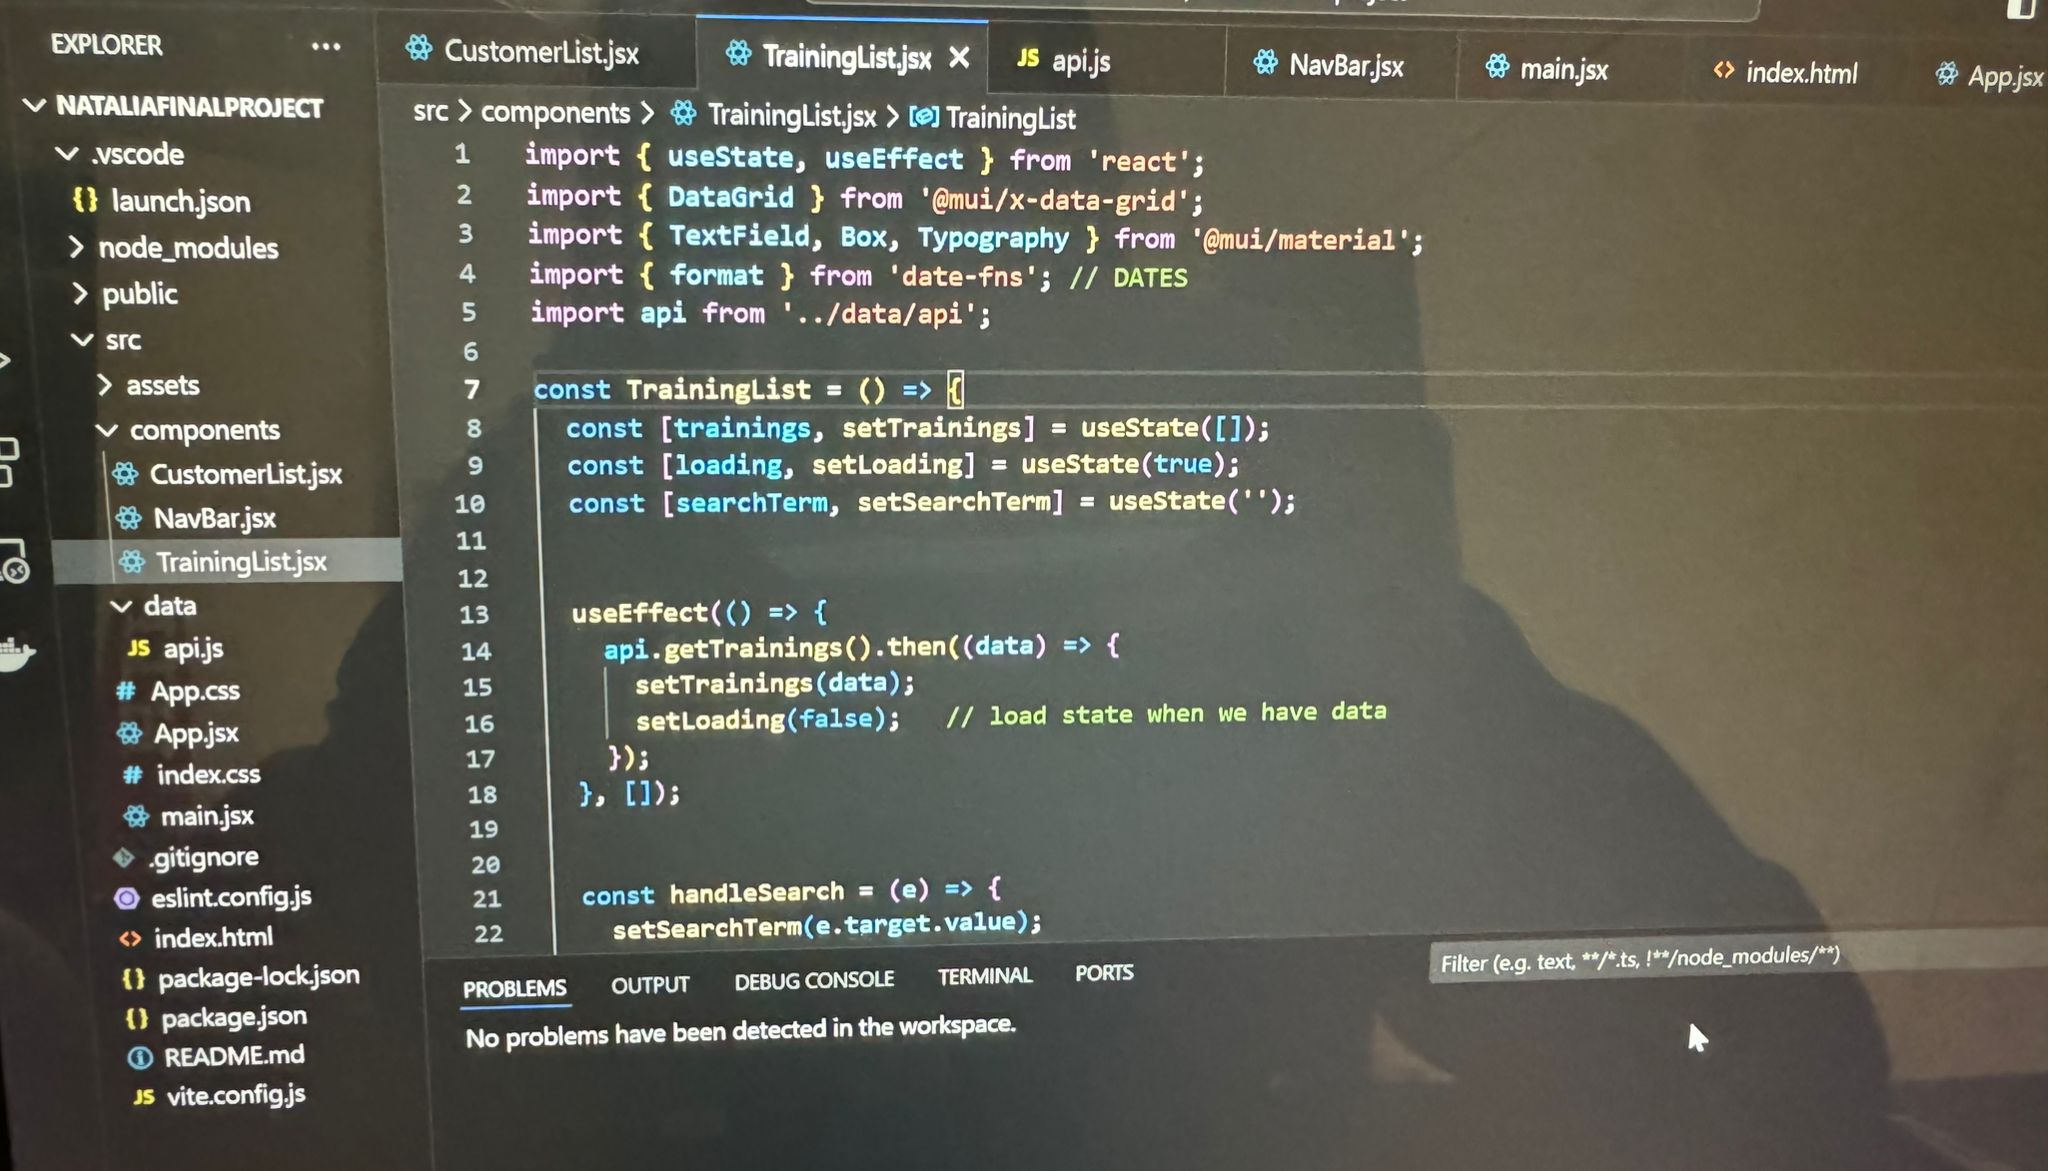 EXPLORER ...
NATALIAFINALPROJECT
.vscode
{} launch.json
node_modules
public
src
assets
components
CustomerList.jsx
NavBar.jsx
TrainingList.jsx
data
JS api.js
# App.css
App.jsx
# index.css
main.jsx
.gitignore
eslint.config.js
<> index.html
{} package-lock.json
{} package.json
README.md
JS vite.config.js
CustomerList.jsx TrainingList.jsx JS api.js NavBar.jsx main.jsx <> index.html App.jsx
src > components > TrainingList.jsx > TrainingList
1 import { useState, useEffect } from 'react';
2 import { DataGrid } from '@mui/x-data-grid';
3 import { TextField, Box, Typography } from '@mui/material';
4 import { format } from 'date-fns'; // DATES
5 import api from '../data/api';
6
7 const TrainingList = () => {
8 const [trainings, setTrainings] = useState([]);
9 const [loading, setLoading] = useState(true);
10 const [searchTerm, setSearchTerm] = useState('');
11
12
13 useEffect(() => {
14 api.getTrainings().then((data) => {
15 setTrainings(data);
16 setLoading(false); // load state when we have data
17 });
18 }, []);
19
20
21 const handleSearch = (e) => {
22 setSearchTerm(e.target.value);
PROBLEMS OUTPUT DEBUG CONSOLE TERMINAL PORTS Filter (e.g. text, **/*.ts, !**/node_modules/**)
No problems have been detected in the workspace.